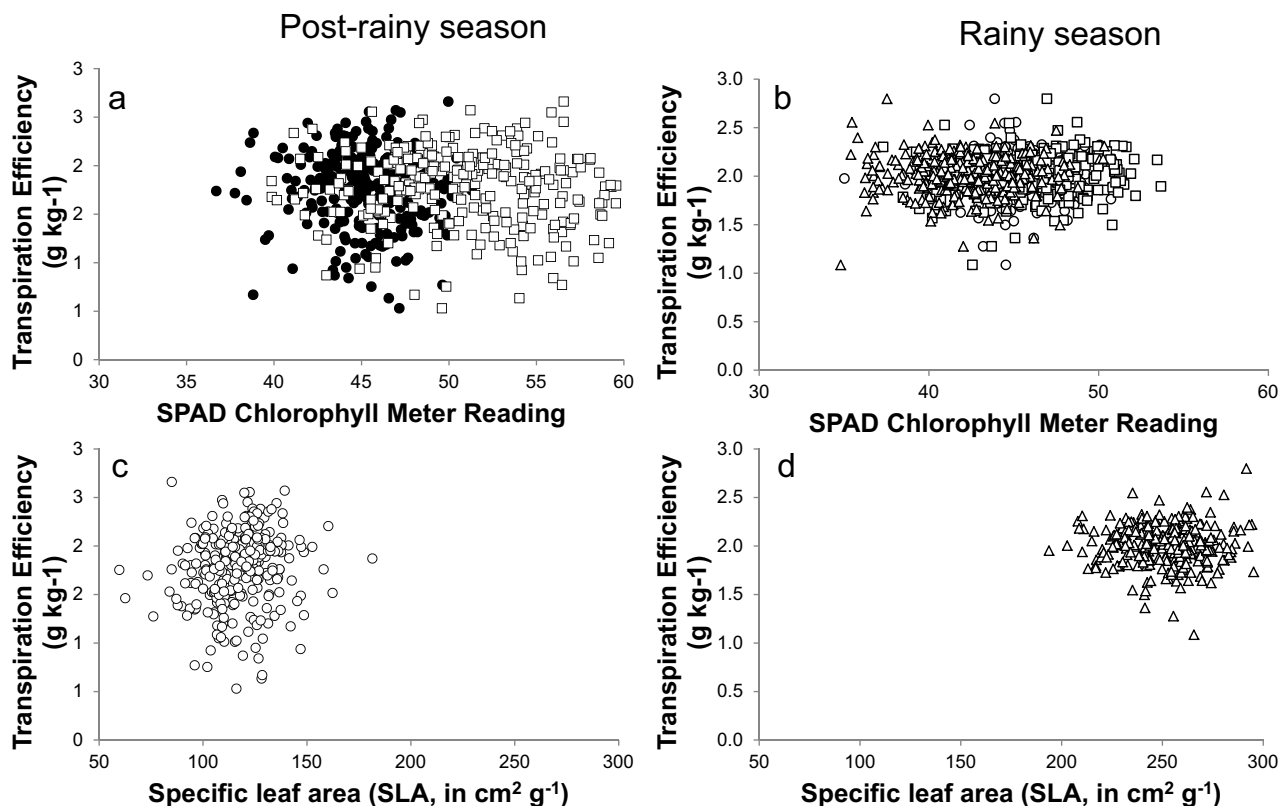 Post-rainy season
Rainy season
a
Transpiration Efficiency
(g kg-1)
3
3
2
2
1
1
0
30 35 40 45 50 55 60
SPAD Chlorophyll Meter Reading
b
Transpiration Efficiency
(g kg-1)
3.0
2.5
2.0
1.5
1.0
0.5
0.0
30 40 50 60
SPAD Chlorophyll Meter Reading
c
Transpiration Efficiency
(g kg-1)
3
3
2
2
1
1
0
50 100 150 200 250 300
Specific leaf area (SLA, in cm² g⁻¹)
d
Transpiration Efficiency
(g kg-1)
3.0
2.5
2.0
1.5
1.0
0.5
0.0
50 100 150 200 250 300
Specific leaf area (SLA, in cm² g⁻¹)